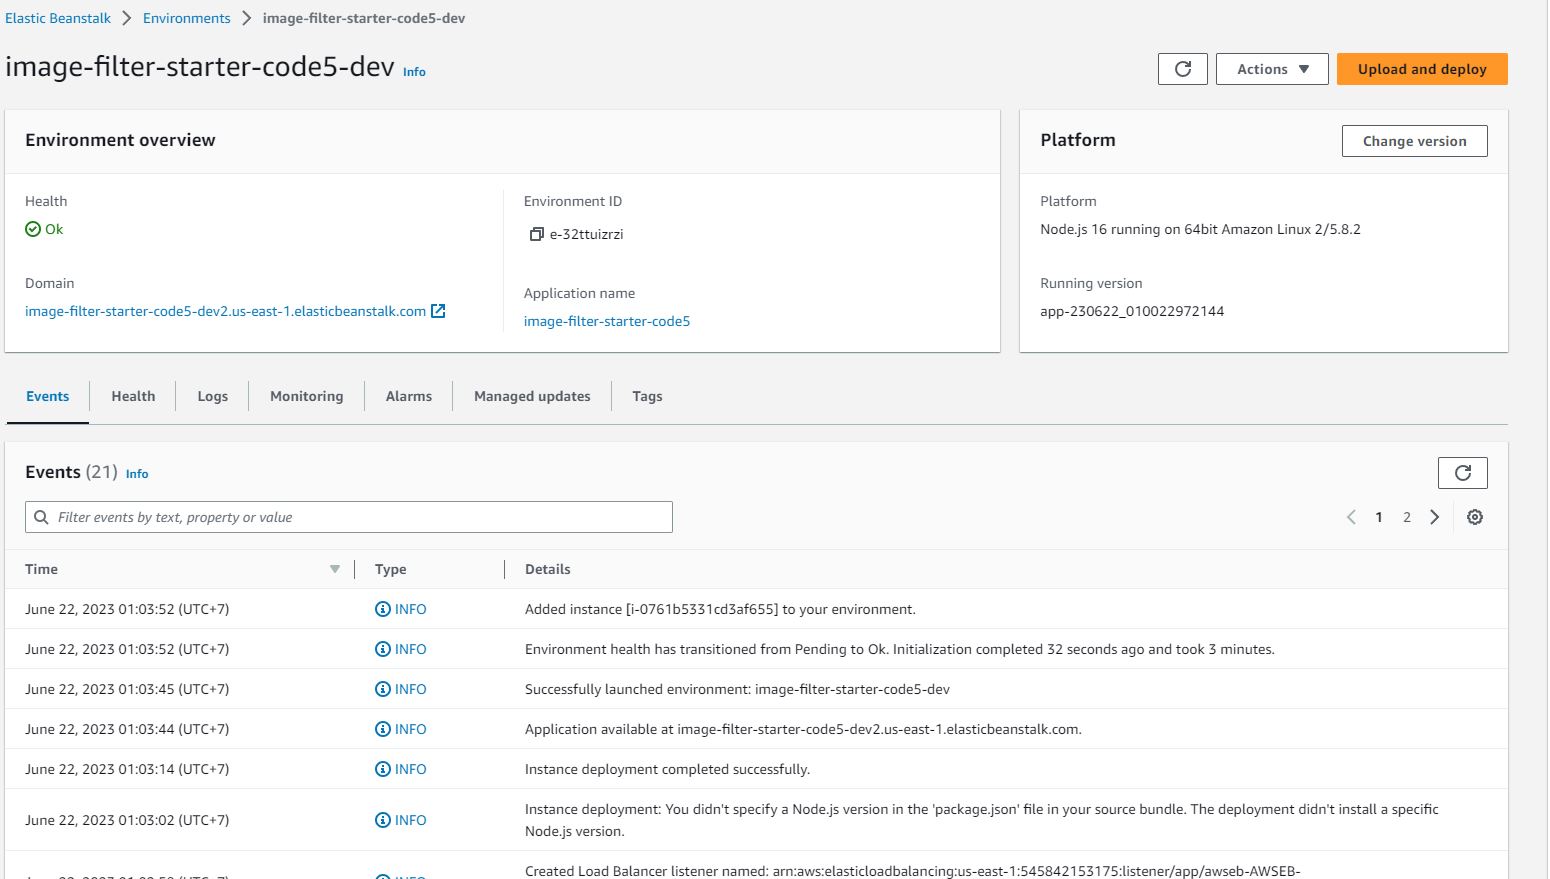 Elastic Beanstalk > Environments > image-filter-starter-code5-dev
image-filter-starter-code5-dev Info
Actions
Upload and deploy
Environment overview
Health
Ok
Domain
image-filter-starter-code5-dev2.us-east-1.elasticbeanstalk.com
Environment ID
e-32ttuizrzi
Application name
image-filter-starter-code5
Platform
Change version
Platform
Node.js 16 running on 64bit Amazon Linux 2/5.8.2
Running version
app-230622_010022972144
Events Health Logs Monitoring Alarms Managed updates Tags
Events (21) Info
Filter events by text, property or value
1 2
Time Type Details
June 22, 2023 01:03:52 (UTC+7) INFO Added instance [i-0761b5331cd3af655] to your environment.
June 22, 2023 01:03:52 (UTC+7) INFO Environment health has transitioned from Pending to Ok. Initialization completed 32 seconds ago and took 3 minutes.
June 22, 2023 01:03:45 (UTC+7) INFO Successfully launched environment: image-filter-starter-code5-dev
June 22, 2023 01:03:44 (UTC+7) INFO Application available at image-filter-starter-code5-dev2.us-east-1.elasticbeanstalk.com.
June 22, 2023 01:03:14 (UTC+7) INFO Instance deployment completed successfully.
June 22, 2023 01:03:02 (UTC+7) INFO Instance deployment: You didn't specify a Node.js version in the 'package.json' file in your source bundle. The deployment didn't install a specific
Node.js version.
Created Load Balancer listener named: arn:aws:elasticloadbalancing:us-east-1:545842153175:listener/app/awseb-AWSEB-